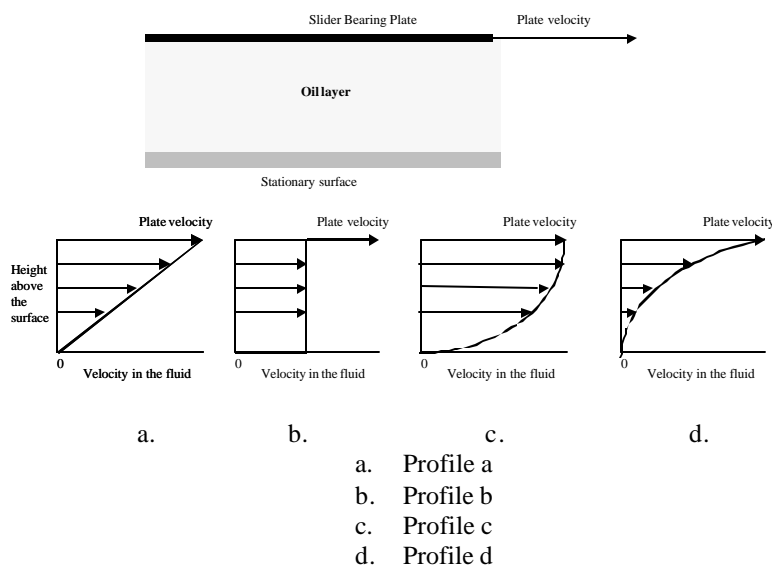 Slider Bearing Plate Plate velocity
Oil layer
Stationary surface
Plate velocity Plate velocity Plate velocity Plate velocity
Height
above
the
surface
0 0 0 0
Velocity in the fluid Velocity in the fluid Velocity in the fluid Velocity in the fluid
a. b. c. d.
a. Profile a
b. Profile b
c. Profile c
d. Profile d